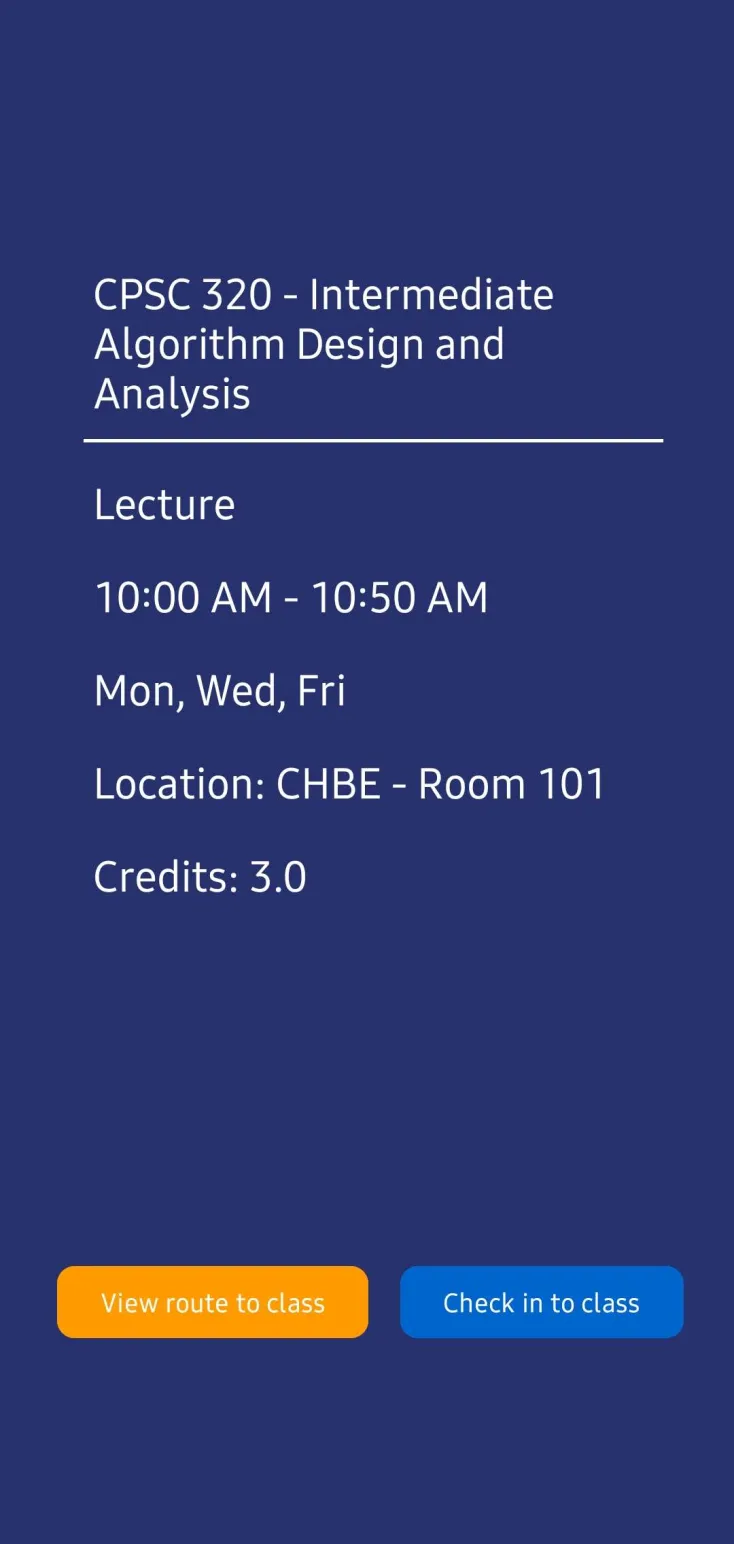 CPSC 320 - Intermediate
Algorithm Design and
Analysis
Lecture
10:00 AM - 10:50 AM
Mon, Wed, Fri
Location: CHBE - Room 101
Credits: 3.0
View route to class
Check in to class